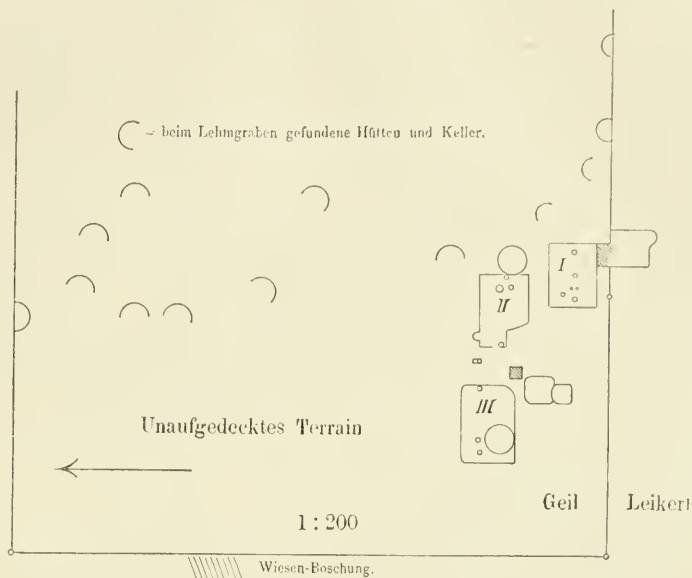 = beim Lehmgraben gefundene Hütten und Keller.
I
II
III
Unaufgedecktes Terrain
Geil
Leikert
1 : 200
Wiesen-Boschung.